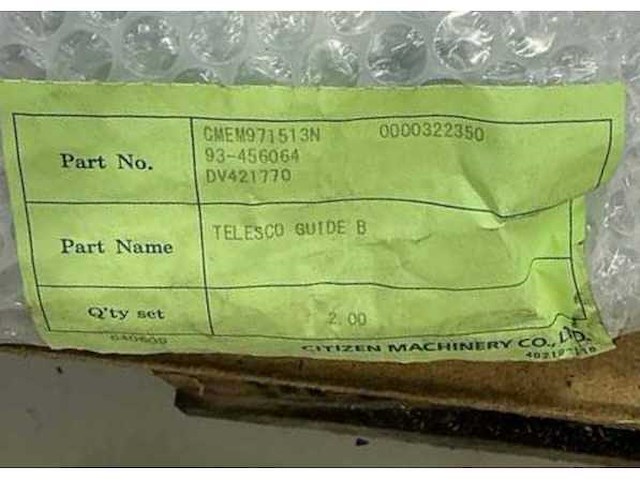 CMEM971513N 0000322350
Part No. 93-456064
DV421770
Part Name TELESCO GUIDE B
Q'ty set 2.00
040600
CITIZEN MACHINERY CO., LTD.